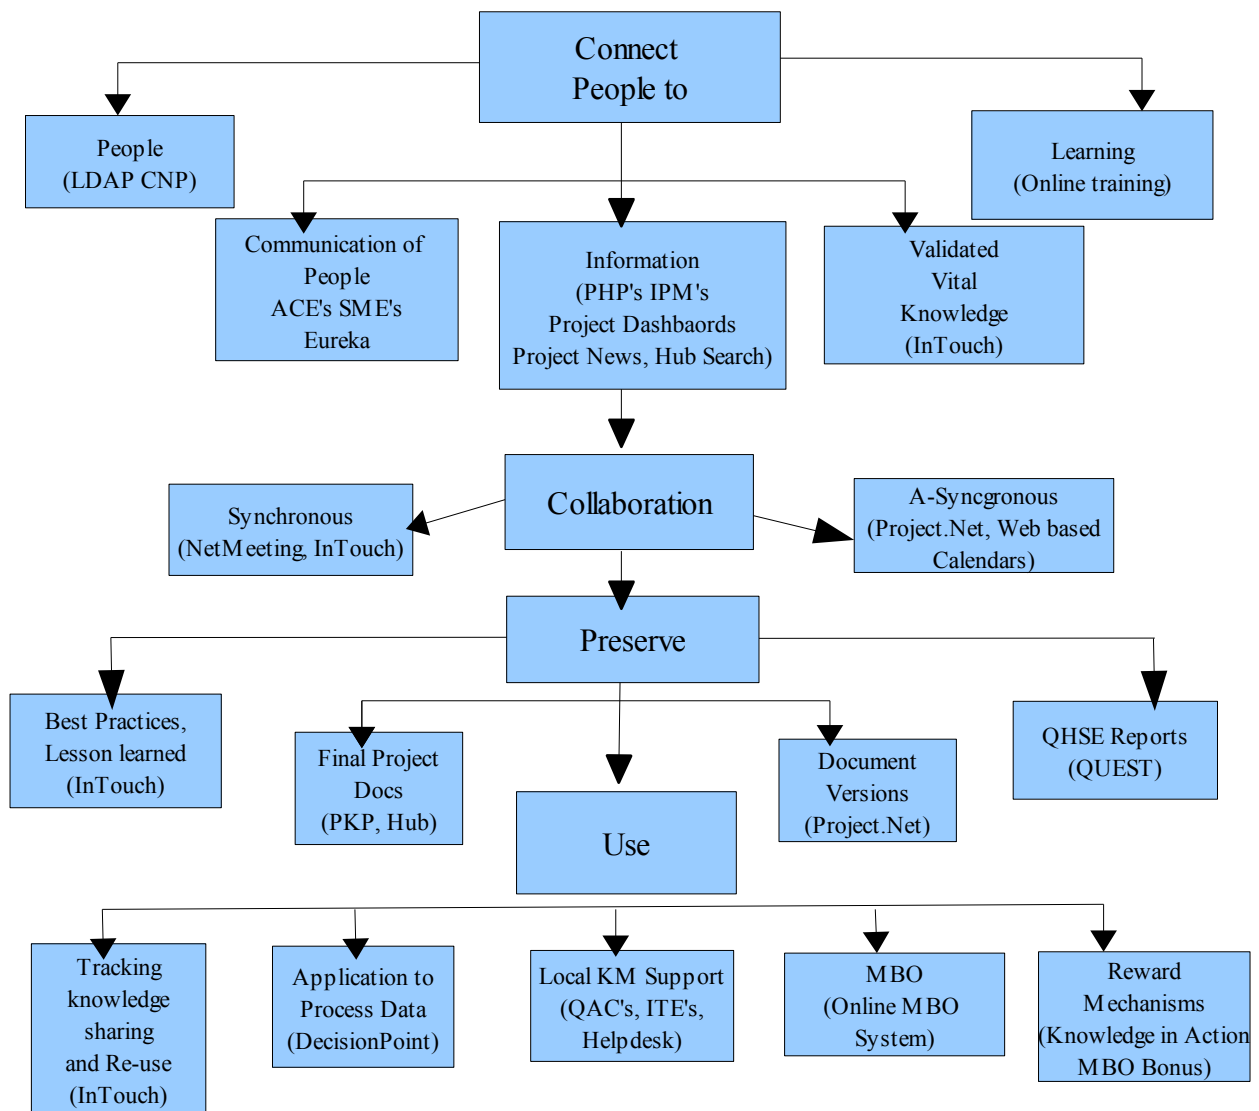 Connect
People to
People
(LDAP CNP)
Learning
(Online training)
Communication of
People
ACE's SME's
Eureka
Information
(PHP's IPM's
Project Dashbaords
Project News, Hub Search)
Validated
Vital
Knowledge
(InTouch)
Collaboration
Synchronous
(NetMeeting, InTouch)
A-Syncgronous
(Project.Net, Web based
Calendars)
Preserve
Best Practices,
Lesson learned
(InTouch)
Final Project
Docs
(PKP, Hub)
Document
Versions
(Project.Net)
QHSE Reports
(QUEST)
Use
Tracking
knowledge
sharing
and Re-use
(InTouch)
Application to
Process Data
(DecisionPoint)
Local KM Support
(QAC's, ITE's,
Helpdesk)
MBO
(Online MBO
System)
Reward
Mechanisms
(Knowledge in Action
MBO Bonus)